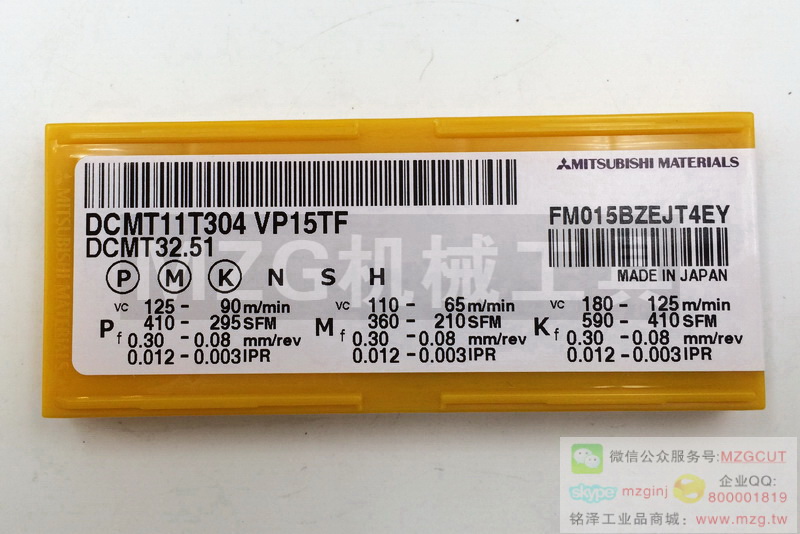 MITSUBISHI MATERIALS
DCMT11T304 VP15TF
DCMT32.51
FM015BZEJT4EY
MADE IN JAPAN
P M K N S H
P vc 125 - 90 m/min
410 - 295 SFM
f 0.30 - 0.08 mm/rev
0.012 - 0.003 IPR
M vc 110 - 65 m/min
360 - 210 SFM
f 0.30 - 0.08 mm/rev
0.012 - 0.003 IPR
K vc 180 - 125 m/min
590 - 410 SFM
f 0.30 - 0.08 mm/rev
0.012 - 0.003 IPR
MZG机械工具
微信公众服务号:MZGCUT
skype mzginj 企业QQ:
800001819
铭泽工业品商城:www.mzg.tw